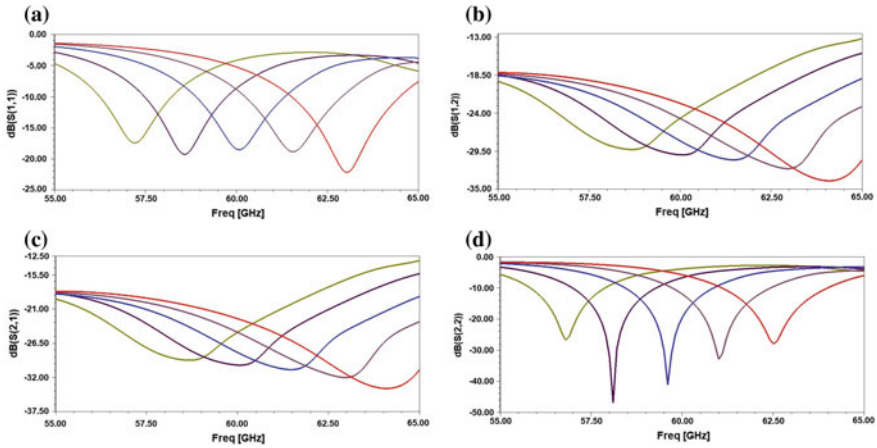 (a)
0.00
-5.00
-10.00
-15.00
-20.00
-25.00
dB(S(1,1))
55.00 57.50 60.00 62.50 65.00
Freq [GHz]
(b)
-13.00
-18.50
-24.00
-29.50
-35.00
dB(S(1,2))
55.00 57.50 60.00 62.50 65.00
Freq [GHz]
(c)
-12.50
-15.50
-21.00
-26.50
-32.00
-37.50
dB(S(2,1))
55.00 57.50 60.00 62.50 65.00
Freq [GHz]
(d)
0.00
-10.00
-20.00
-30.00
-40.00
-50.00
dB(S(2,2))
55.00 57.50 60.00 62.50 65.00
Freq [GHz]